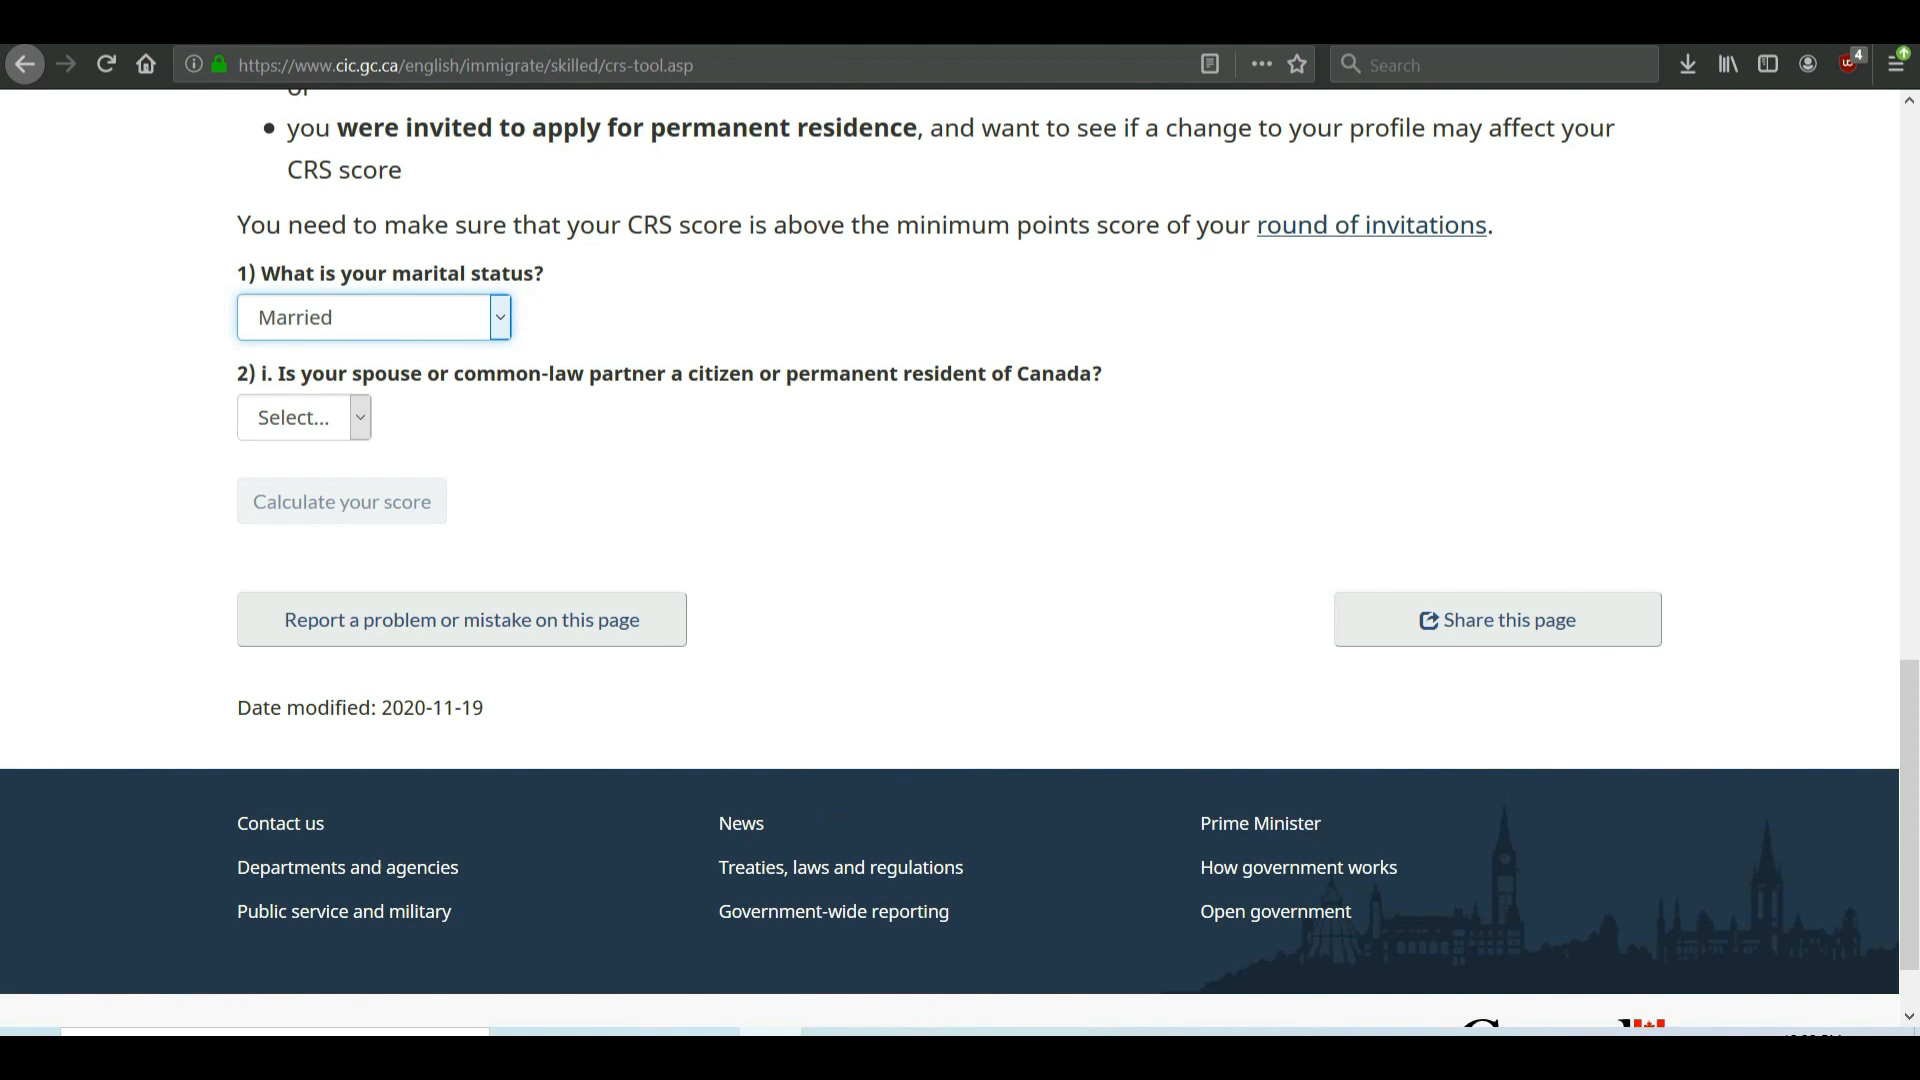 https://www.cic.gc.ca/english/immigrate/skilled/crs-tool.asp
Search
4
or
you were invited to apply for permanent residence, and want to see if a change to your profile may affect your
CRS score
You need to make sure that your CRS score is above the minimum points score of your round of invitations.
1) What is your marital status?
Married
2) i. Is your spouse or common-law partner a citizen or permanent resident of Canada?
Select...
Calculate your score
Report a problem or mistake on this page
Share this page
Date modified: 2020-11-19
Contact us
News
Prime Minister
Departments and agencies
Treaties, laws and regulations
How government works
Public service and military
Government-wide reporting
Open government